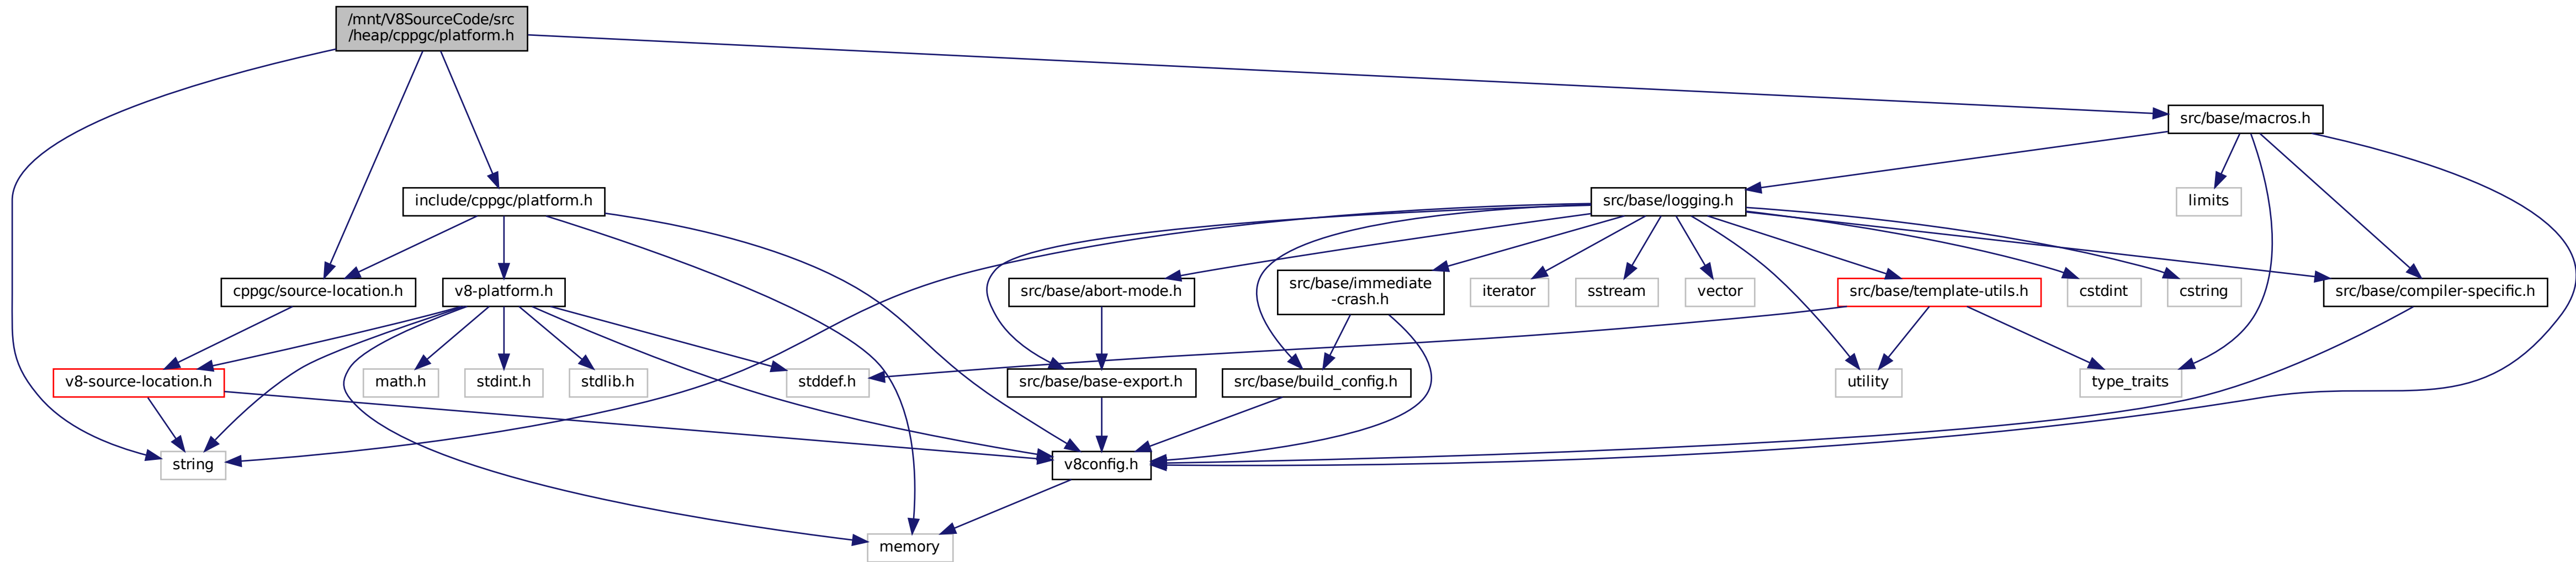 /mnt/V8SourceCode/src
/heap/cppgc/platform.h
src/base/macros.h
include/cppgc/platform.h
src/base/logging.h
limits
cppgc/source-location.h
v8-platform.h
src/base/abort-mode.h
src/base/immediate
-crash.h
iterator
sstream
vector
src/base/template-utils.h
cstdint
cstring
src/base/compiler-specific.h
v8-source-location.h
math.h
stdint.h
stdlib.h
stddef.h
src/base/base-export.h
src/base/build_config.h
utility
type_traits
string
v8config.h
memory